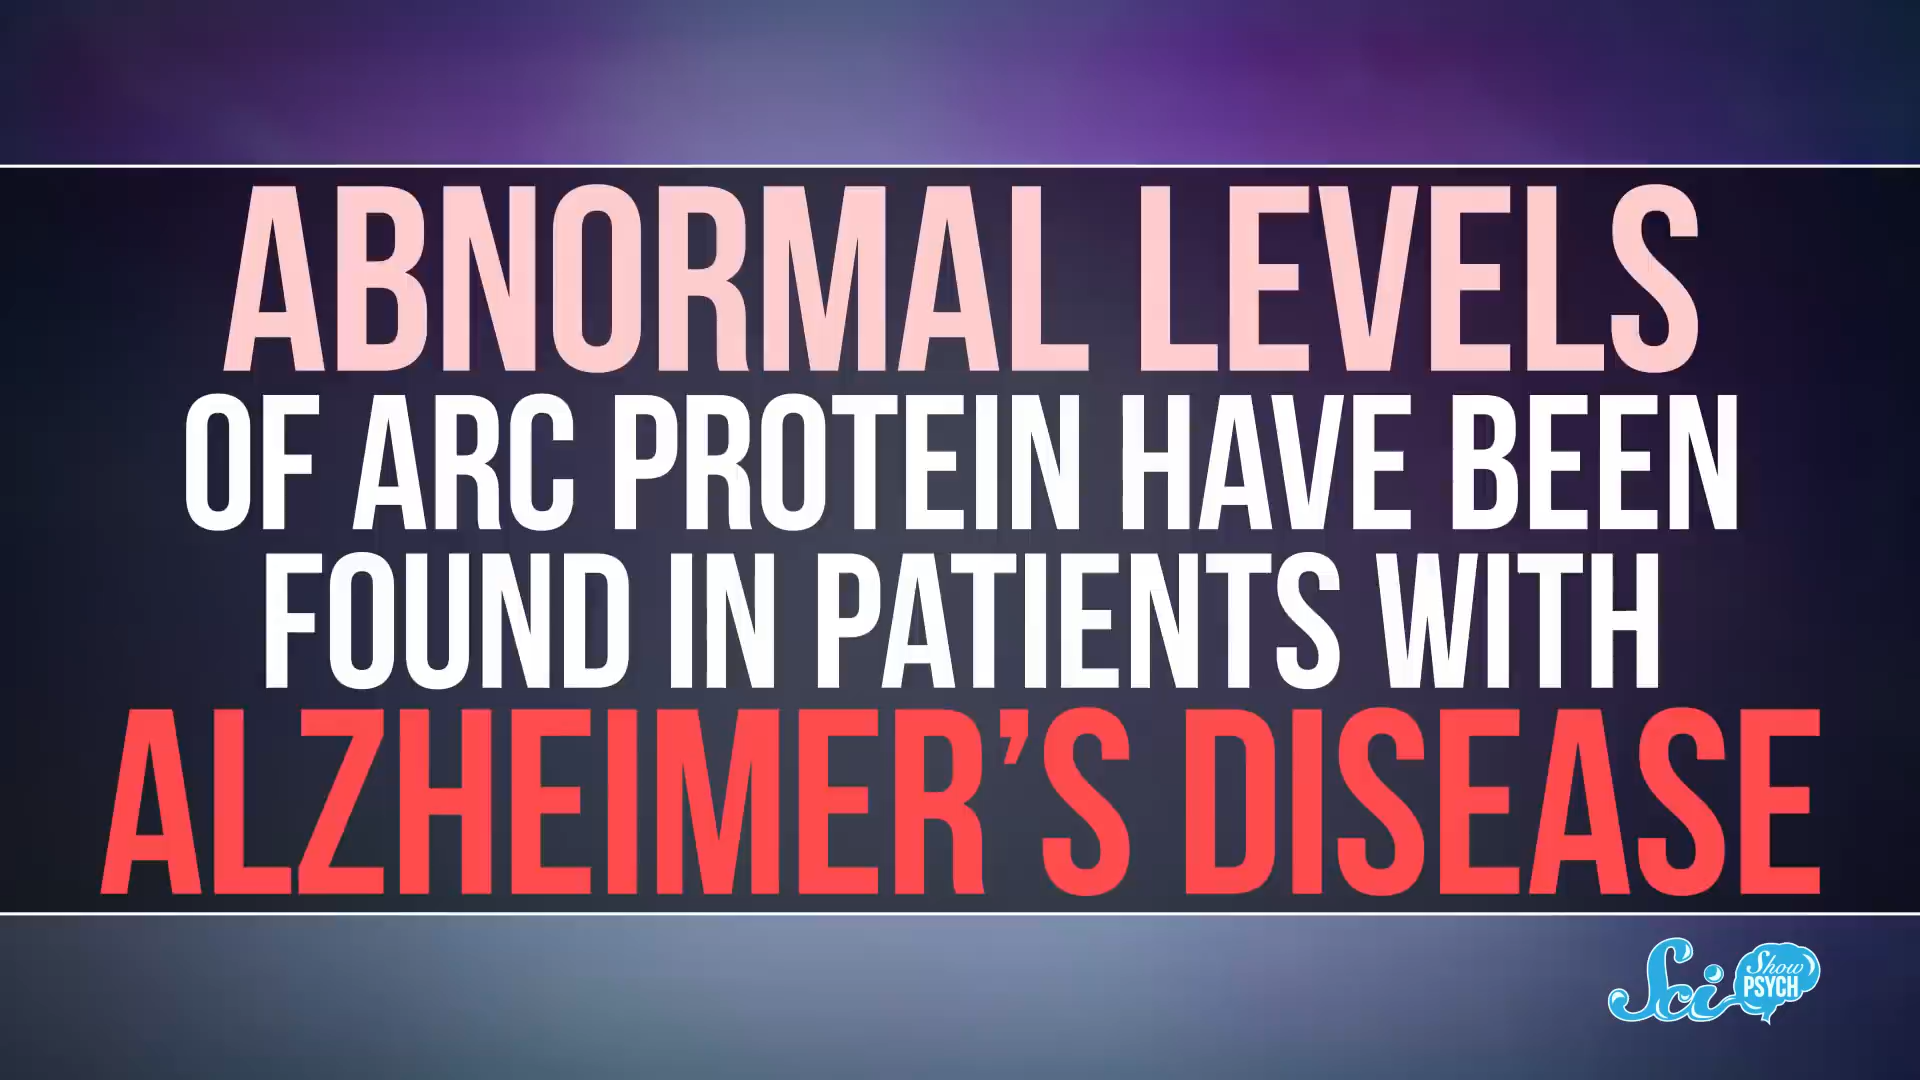 ABNORMAL LEVELS
OF ARC PROTEIN HAVE BEEN
FOUND IN PATIENTS WITH
ALZHEIMER’S DISEASE
Sci Show
PSYCH